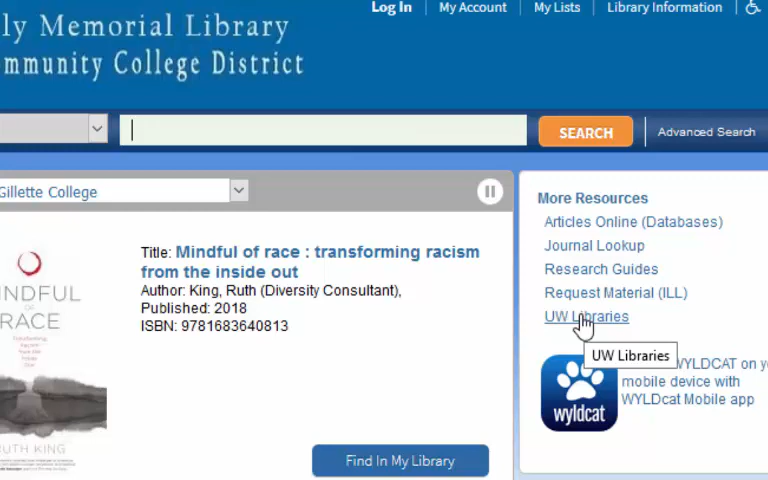 Log In My Account My Lists Library Information
ly Memorial Library
mmunity College District
SEARCH Advanced Search
Gillette College
More Resources
Articles Online (Databases)
Journal Lookup
Research Guides
Request Material (ILL)
UW Libraries
UW Libraries
WYLDCAT on yo
mobile device with
WYLDcat Mobile app
wyldcat
Title: Mindful of race : transforming racism
from the inside out
Author: King, Ruth (Diversity Consultant),
Published: 2018
ISBN: 9781683640813
INDFUL
OF
RACE
UTH KING
Find In My Library